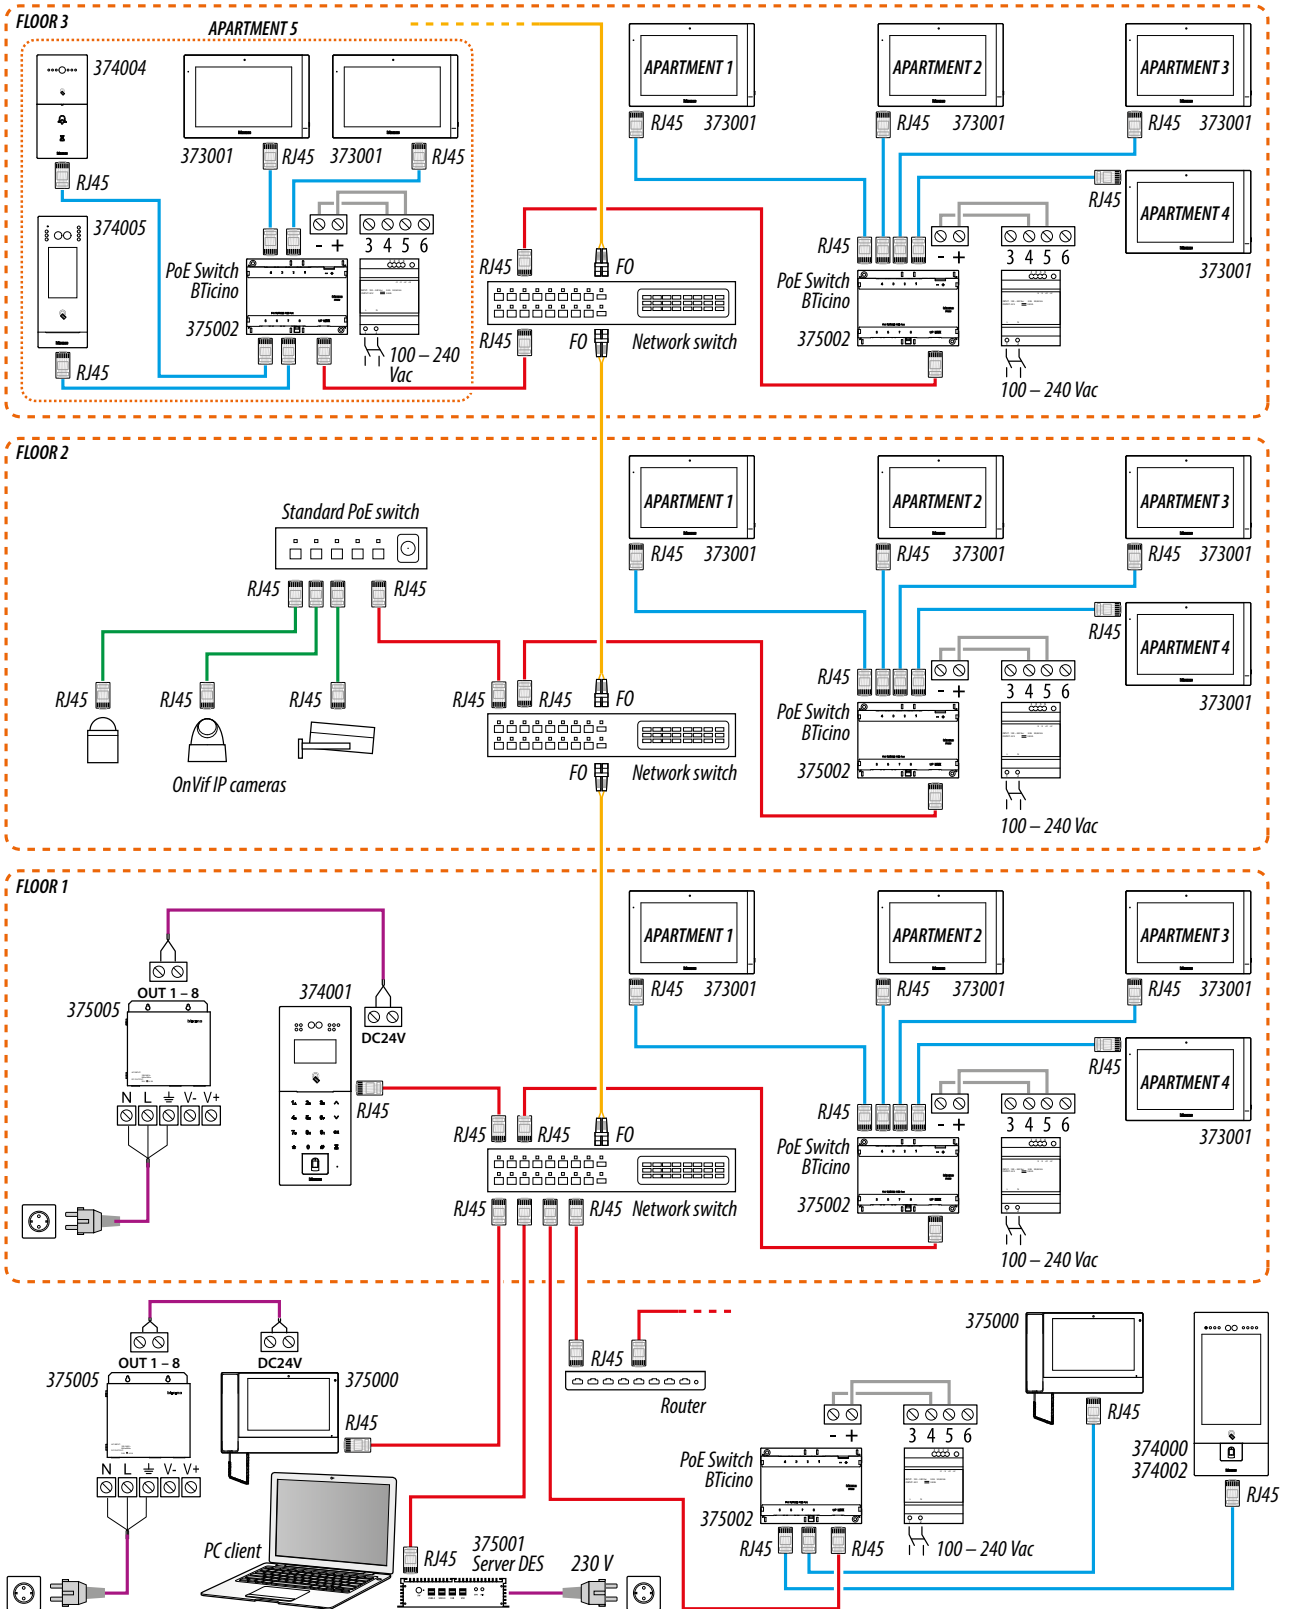 FLOOR 3
APARTMENT 5
374004
373001
RJ45
373001
RJ45
RJ45
374005
RJ45
PoE Switch
BTicino
375002
- +
3 4 5 6
100 – 240
Vac
RJ45
FO
RJ45
FO
Network switch
APARTMENT 1
RJ45 373001
APARTMENT 2
RJ45 373001
APARTMENT 3
RJ45 373001
RJ45
APARTMENT 4
373001
RJ45
- +
3 4 5 6
PoE Switch
BTicino
375002
100 – 240 Vac
FLOOR 2
Standard PoE switch
RJ45
RJ45
RJ45
RJ45
RJ45
OnVif IP cameras
RJ45
RJ45
FO
FO
Network switch
APARTMENT 1
RJ45 373001
APARTMENT 2
RJ45 373001
APARTMENT 3
RJ45 373001
RJ45
APARTMENT 4
373001
RJ45
- +
3 4 5 6
PoE Switch
BTicino
375002
100 – 240 Vac
FLOOR 1
OUT 1 – 8
375005
N L V- V+
374001
DC24V
RJ45
RJ45
RJ45
FO
RJ45
RJ45
Network switch
APARTMENT 1
RJ45 373001
APARTMENT 2
RJ45 373001
APARTMENT 3
RJ45 373001
RJ45
APARTMENT 4
373001
RJ45
- +
3 4 5 6
PoE Switch
BTicino
375002
100 – 240 Vac
OUT 1 – 8
375005
N L V- V+
DC24V
375000
RJ45
PC client
RJ45
375001
Server DES
230 V
RJ45
Router
- +
3 4 5 6
PoE Switch
BTicino
375002
RJ45
RJ45
100 – 240 Vac
375000
RJ45
374000
374002
RJ45